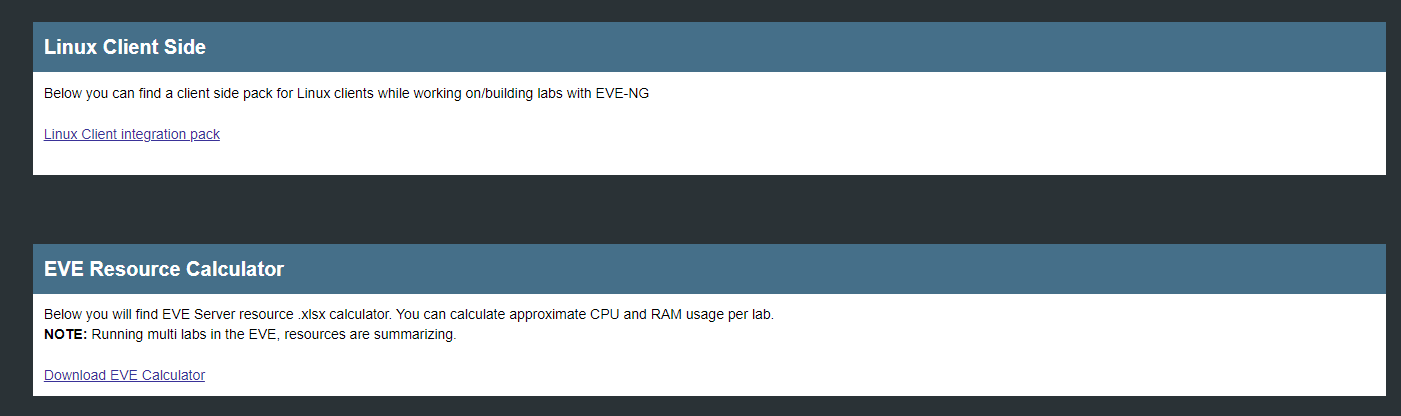 Linux Client Side
Below you can find a client side pack for Linux clients while working on/building labs with EVE-NG
Linux Client integration pack
EVE Resource Calculator
Below you will find EVE Server resource .xlsx calculator. You can calculate approximate CPU and RAM usage per lab.
NOTE: Running multi labs in the EVE, resources are summarizing.
Download EVE Calculator